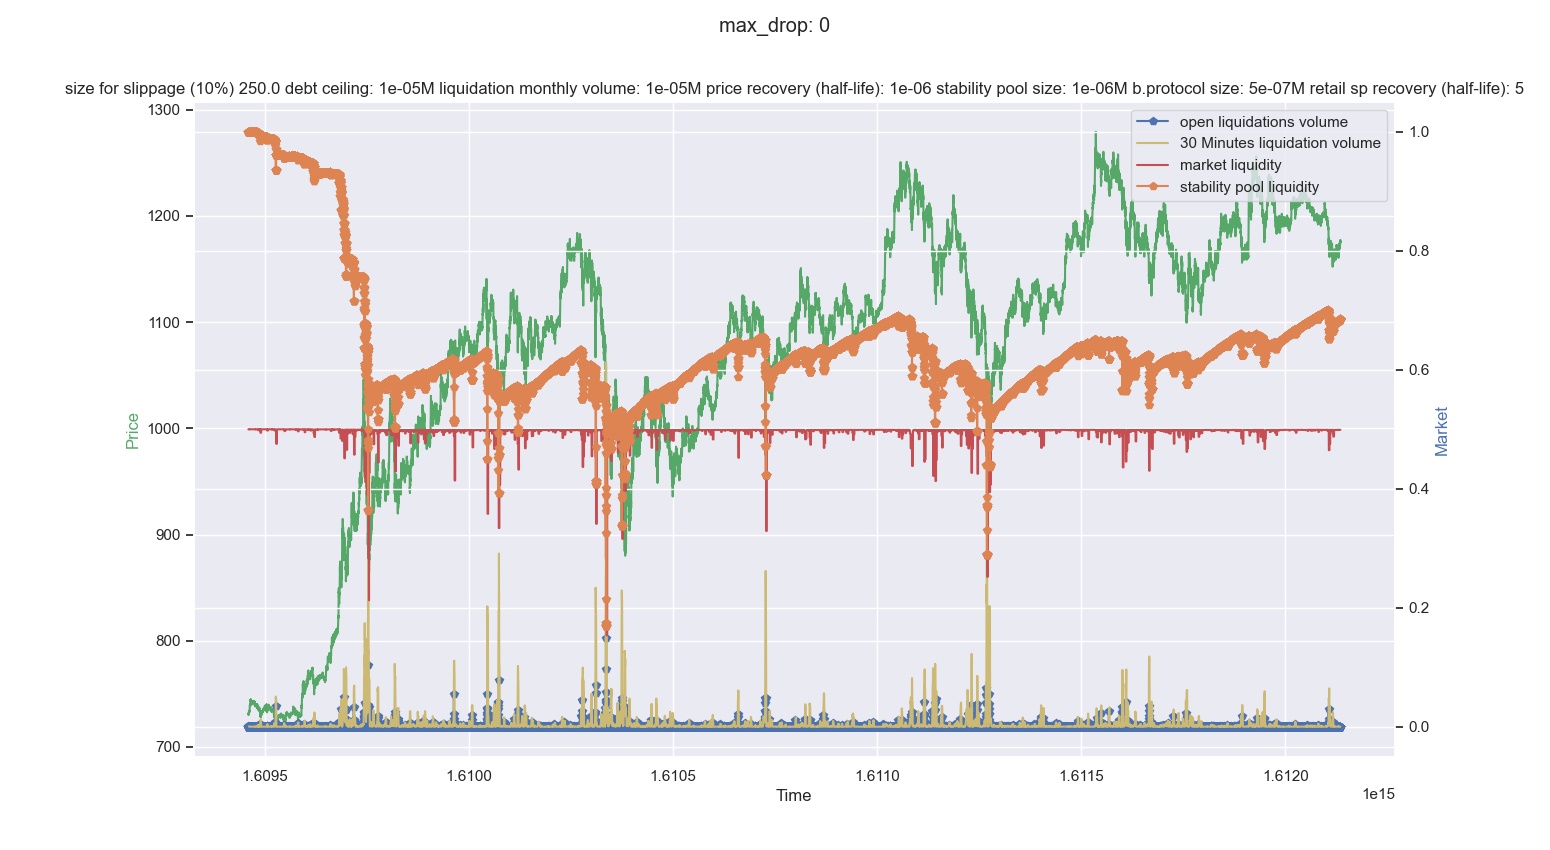 max_drop: 0
size for slippage (10%) 250.0 debt ceiling: 1e-05M liquidation monthly volume: 1e-05M price recovery (half-life): 1e-06 stability pool size: 1e-06M b.protocol size: 5e-07M retail sp recovery (half-life): 5
open liquidations volume
30 Minutes liquidation volume
market liquidity
stability pool liquidity
1300
1200
1100
1000
900
800
700
Price
1.0
0.8
0.6
0.4
0.2
0.0
Market
1.6095 1.6100 1.6105 1.6110 1.6115 1.6120
Time
1e15